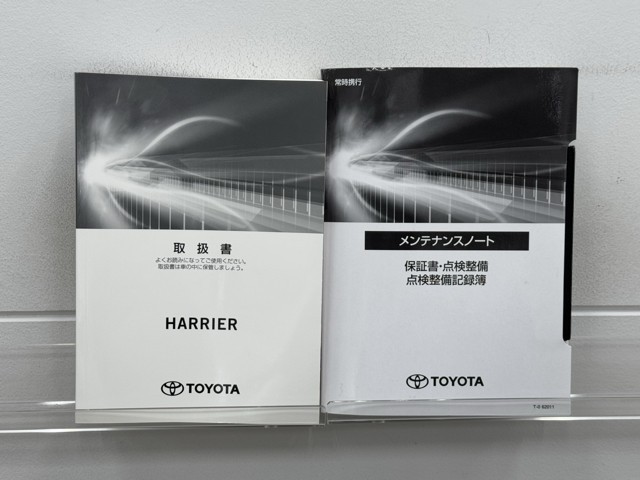 取扱書
よくお読みになってご使用ください。
取扱書は車の中に保管しましょう。
HARRIER
TOYOTA
常時携行
メンテナンスノート
保証書・点検整備
点検整備記録簿
TOYOTA